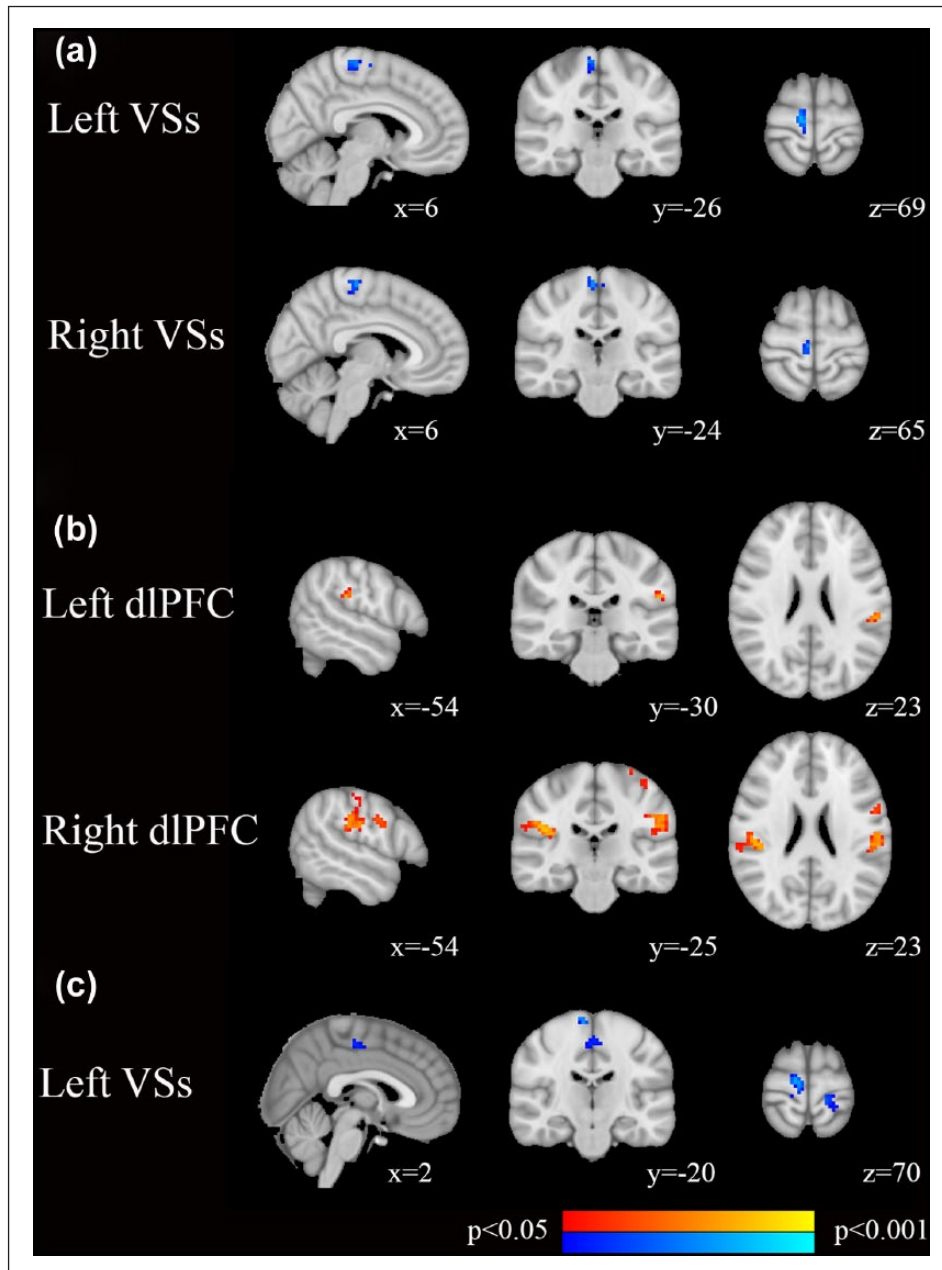 (a)
Left VSs
x=6 y=-26 z=69
Right VSs
x=6 y=-24 z=65
(b)
Left dlPFC
x=-54 y=-30 z=23
Right dlPFC
x=-54 y=-25 z=23
(c)
Left VSs
x=2 y=-20 z=70
p<0.05 p<0.001